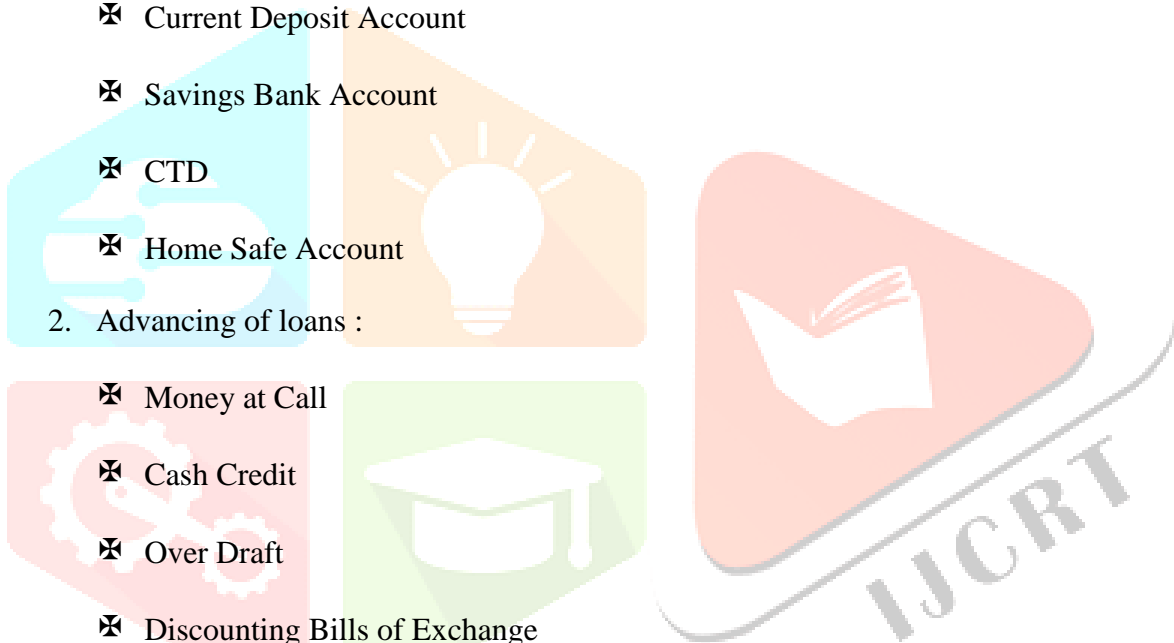 ✠ Current Deposit Account
✠ Savings Bank Account
✠ CTD
✠ Home Safe Account
2. Advancing of loans :
✠ Money at Call
✠ Cash Credit
✠ Over Draft
✠ Discounting Bills of Exchange
IJCRT